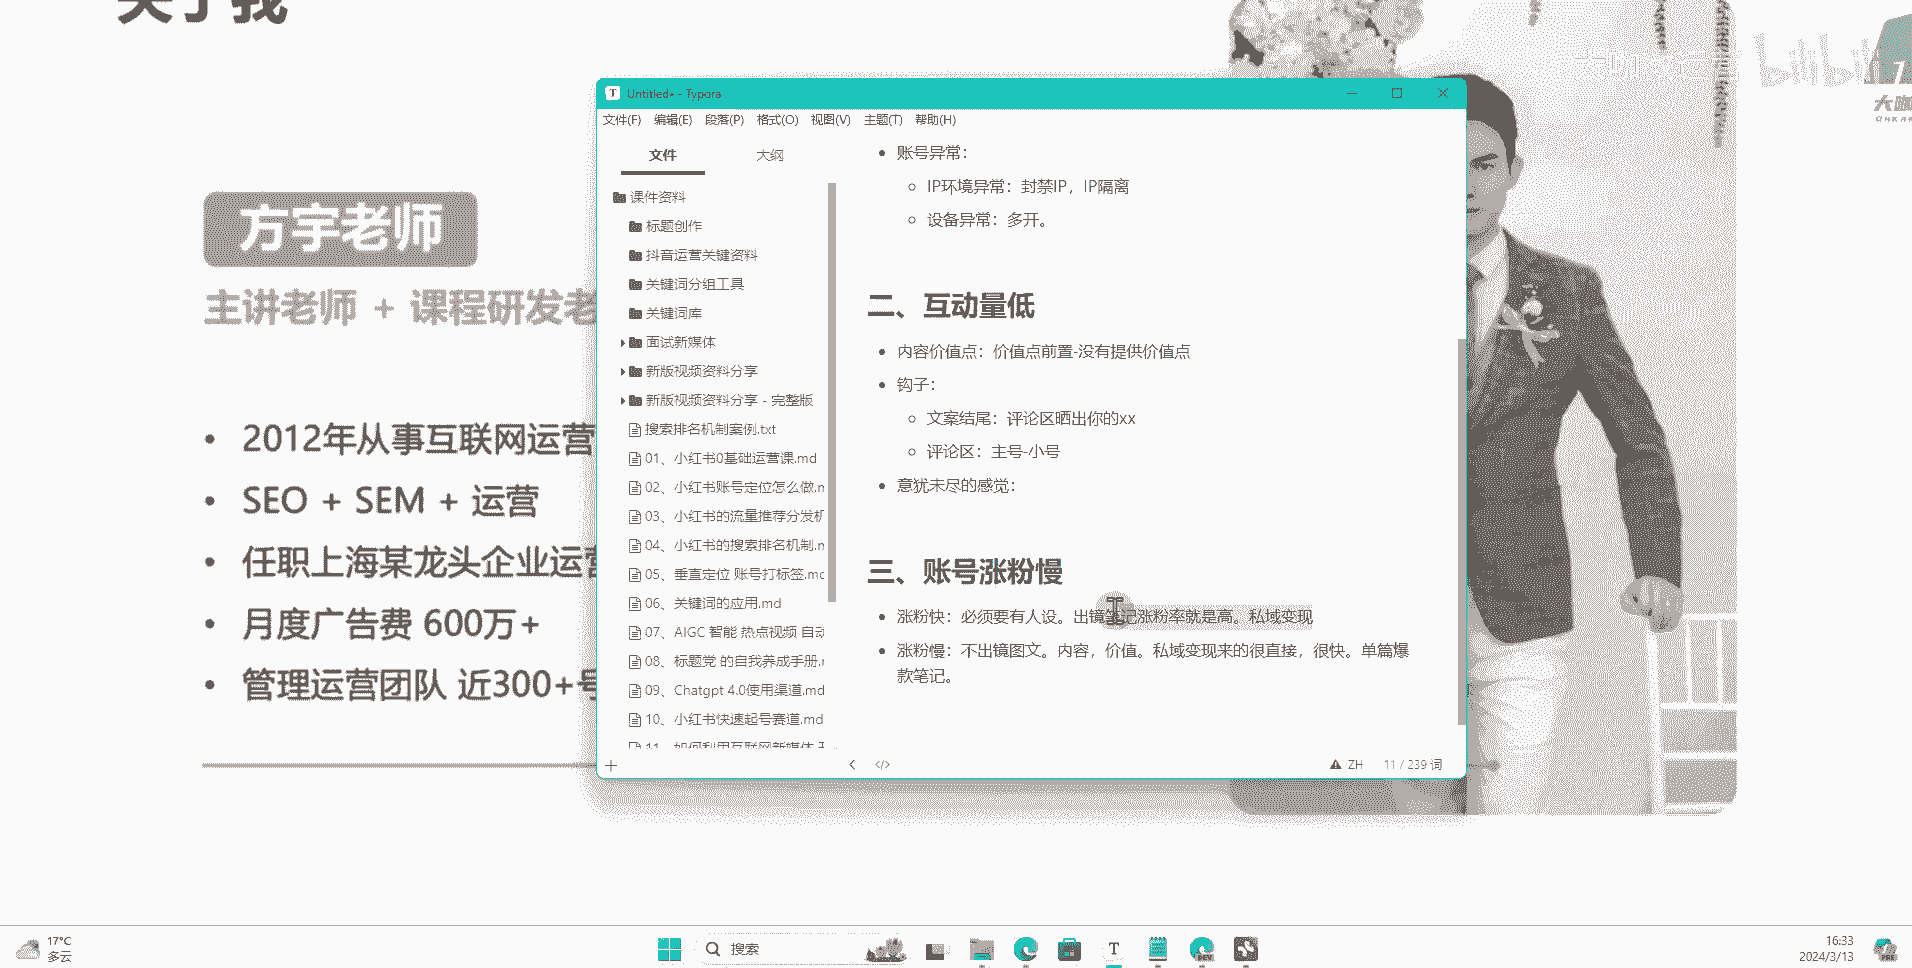 关于我
bilibili
大咖
方宇老师
主讲老师 + 课程研发老
2012年从事互联网运营
SEO + SEM + 运营
任职上海某龙头企业运营
月度广告费 600万+
管理运营团队 近300+号
Untitled• - Typora
文件(F) 编辑(E) 段落(P) 格式(O) 视图(V) 主题(T) 帮助(H)
文件 大纲
课件资料
标题创作
抖音运营关键资料
关键词分组工具
关键词库
面试新媒体
新版视频资料分享
新版视频资料分享 - 完整版
搜索排名机制案例.txt
01、小红书0基础运营课.md
02、小红书账号定位怎么做.m
03、小红书的流量推荐分发机
04、小红书的搜索排名机制.m
05、垂直定位 账号打标签.mc
06、关键词的应用.md
07、AIGC 智能 热点视频 自动
08、标题党 的自我养成手册.r
09、Chatgpt 4.0使用渠道.md
10、小红书快速起号赛道.md
11、如何利用互联网新媒体
账号异常：
IP环境异常：封禁IP，IP隔离
设备异常：多开。
二、互动量低
内容价值点：价值点前置-没有提供价值点
钩子：
文案结尾：评论区晒出你的xx
评论区：主号-小号
意犹未尽的感觉：
三、账号涨粉慢
涨粉快：必须要有人设。出镜笔记涨粉率就是高。私域变现
涨粉慢：不出镜图文。内容，价值。私域变现来的很直接，很快。单篇爆
款笔记。
ZH 11 / 239 词
17°C
多云
搜索
16:33
2024/3/13